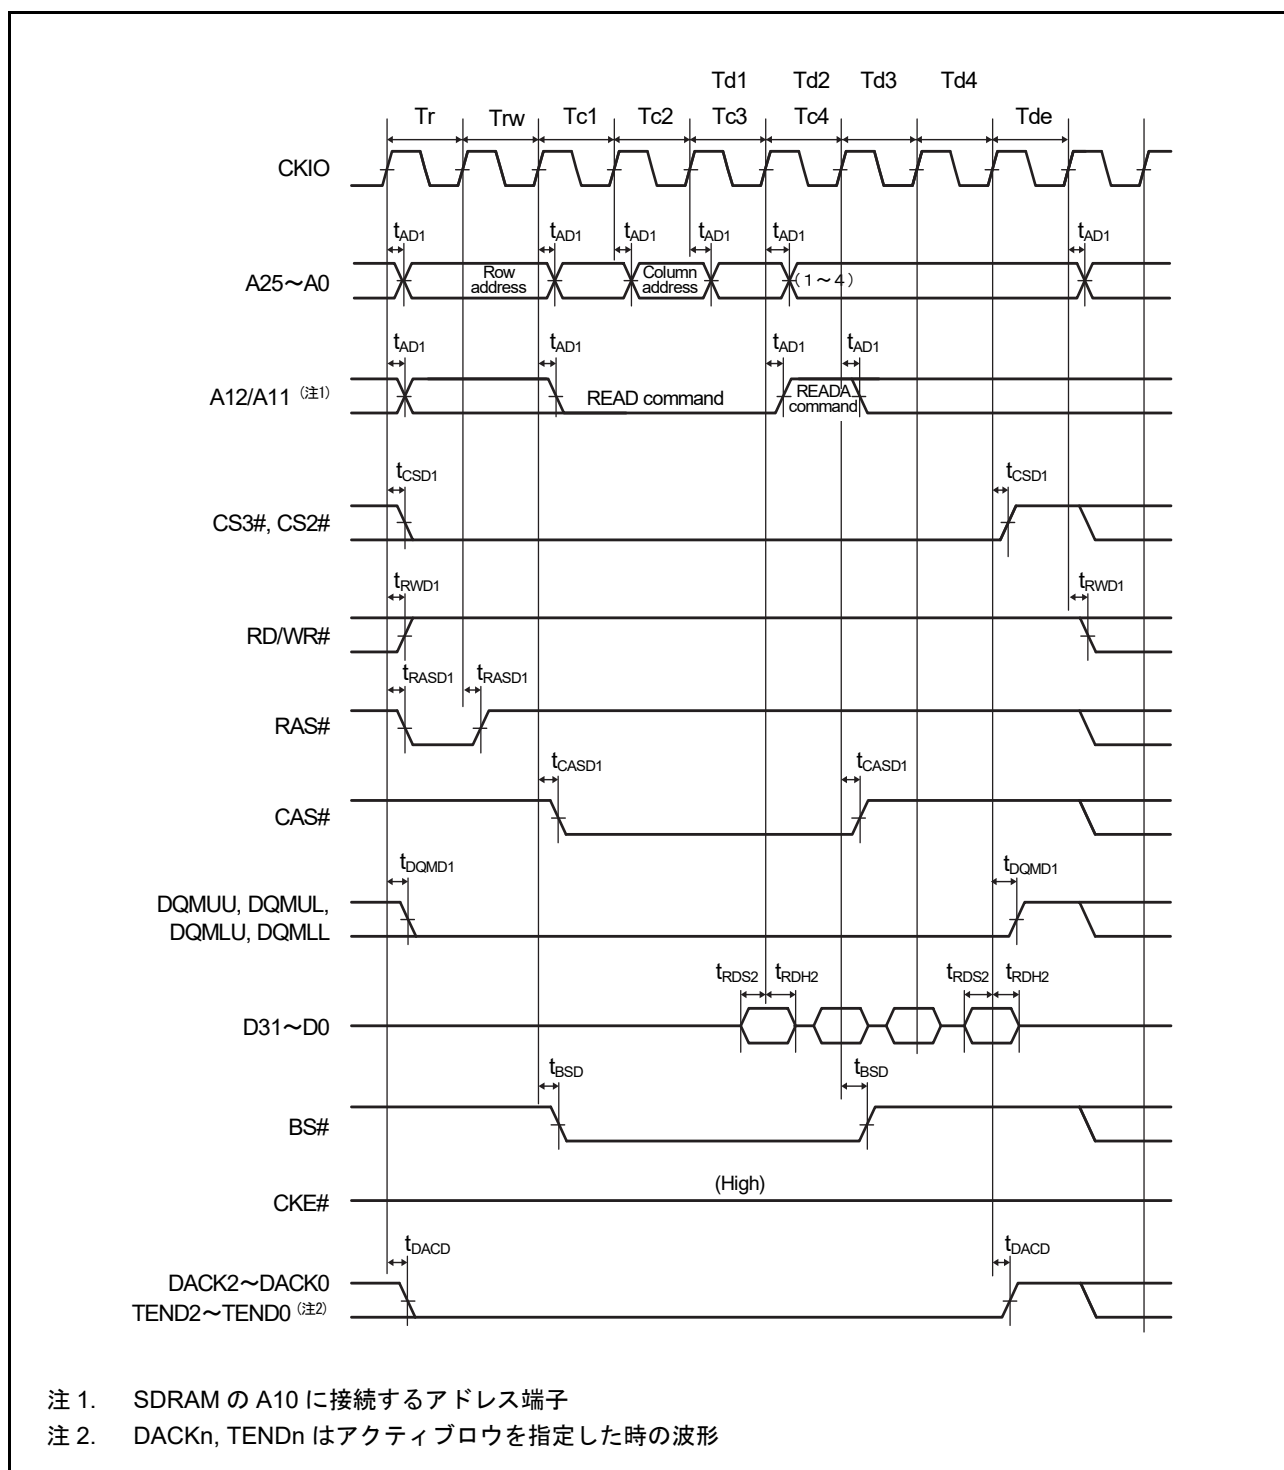 Td1 Td2 Td3 Td4
Tr Trw Tc1 Tc2 Tc3 Tc4 Tde
CKIO
tAD1 tAD1 tAD1 tAD1 tAD1 tAD1
A25～A0 Row address Column address (1～4)
tAD1 tAD1 tAD1 tAD1
A12/A11 (注1) READ command READA command
tCSD1 tCSD1
CS3#, CS2#
tRWD1 tRWD1
RD/WR#
tRASD1 tRASD1
RAS#
tCASD1 tCASD1
CAS#
tDQMD1 tDQMD1
DQMUU, DQMUL,
DQMLU, DQMLL
tRDS2 tRDH2 tRDS2 tRDH2
D31～D0
tBSD tBSD
BS#
(High)
CKE#
tDACD tDACD
DACK2～DACK0
TEND2～TEND0 (注2)
注 1. SDRAM の A10 に接続するアドレス端子
注 2. DACKn, TENDn はアクティブロウを指定した時の波形